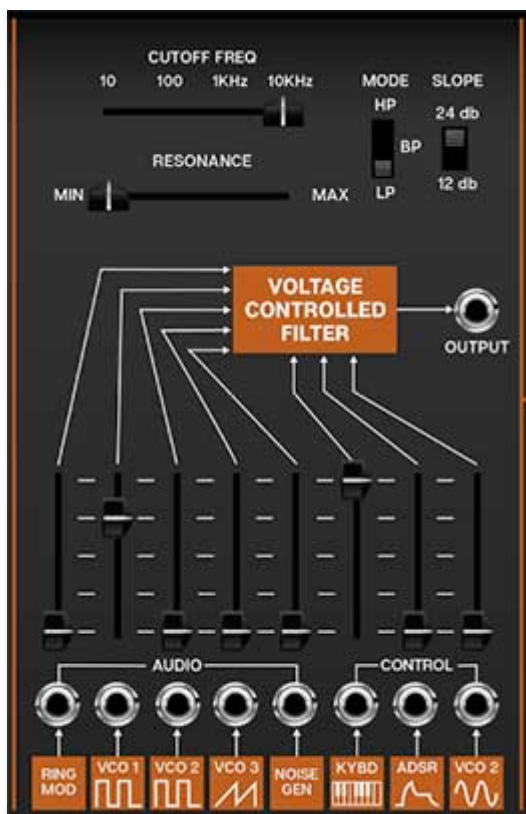 CUTOFF FREQ
10 100 1KHz 10KHz
MODE SLOPE
HP 24 db
BP
LP 12 db
RESONANCE
MIN MAX
VOLTAGE
CONTROLLED
FILTER
OUTPUT
AUDIO CONTROL
RING
MOD
VCO 1
VCO 2
VCO 3
NOISE
GEN
KYBD
ADSR
VCO 2